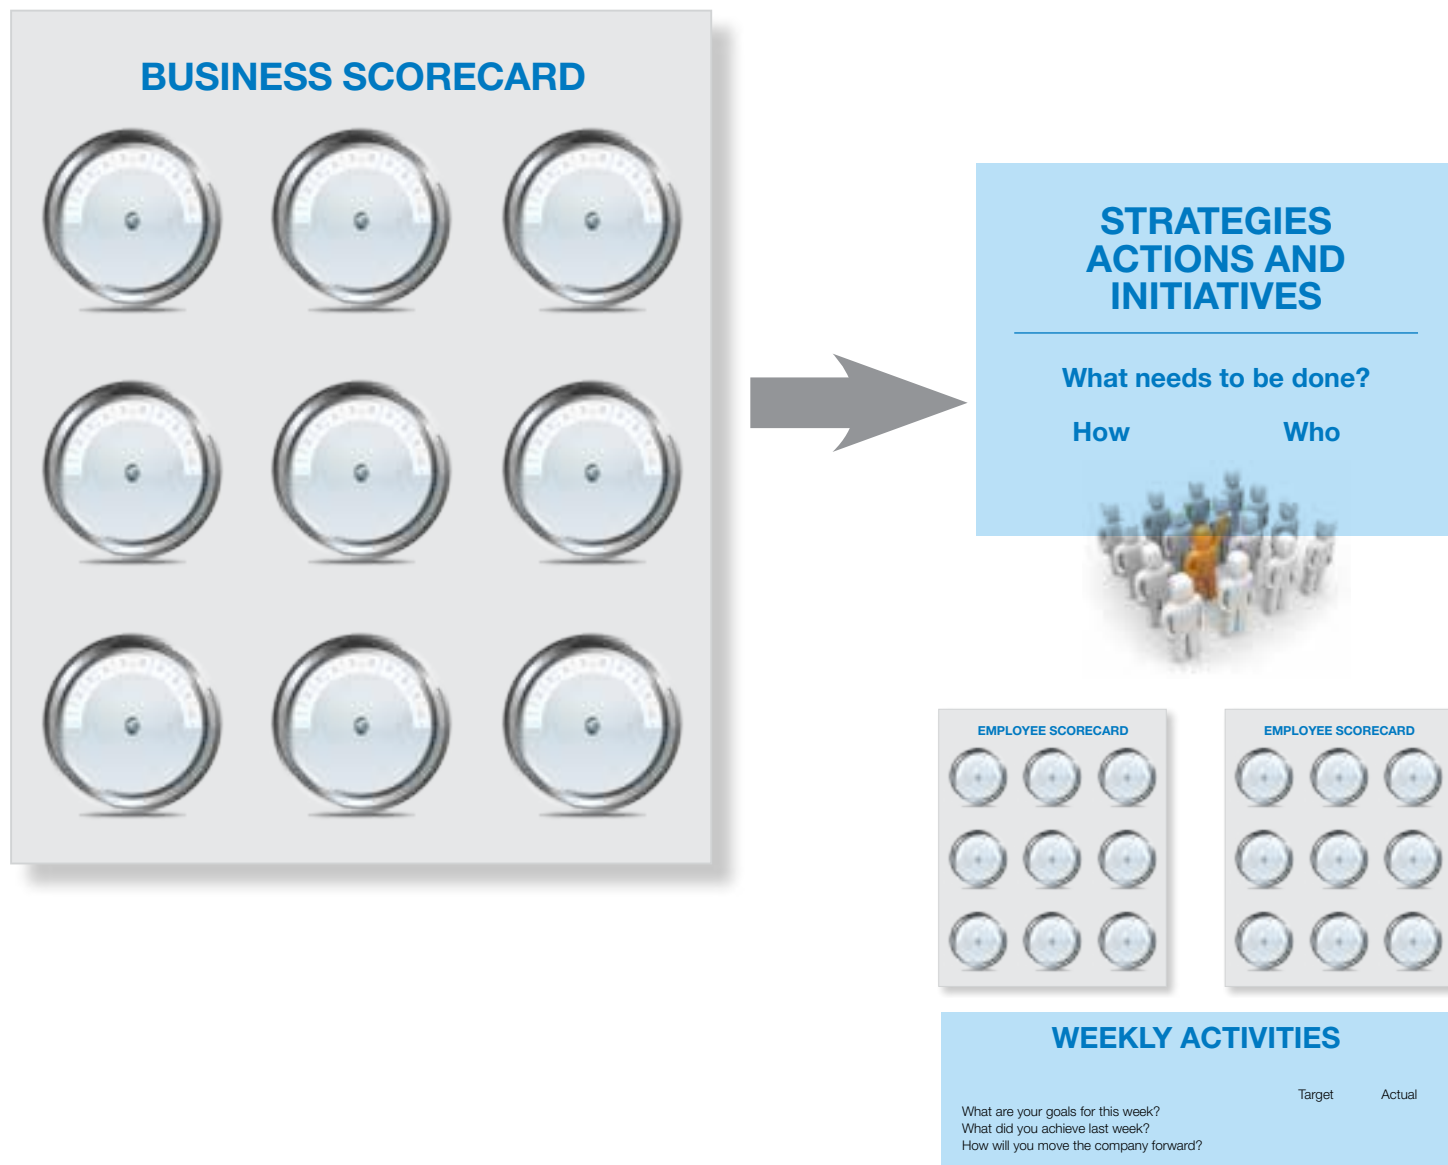 BUSINESS SCORECARD
STRATEGIES
ACTIONS AND
INITIATIVES
What needs to be done?
How Who
EMPLOYEE SCORECARD EMPLOYEE SCORECARD
WEEKLY ACTIVITIES
Target Actual
What are your goals for this week?
What did you achieve last week?
How will you move the company forward?